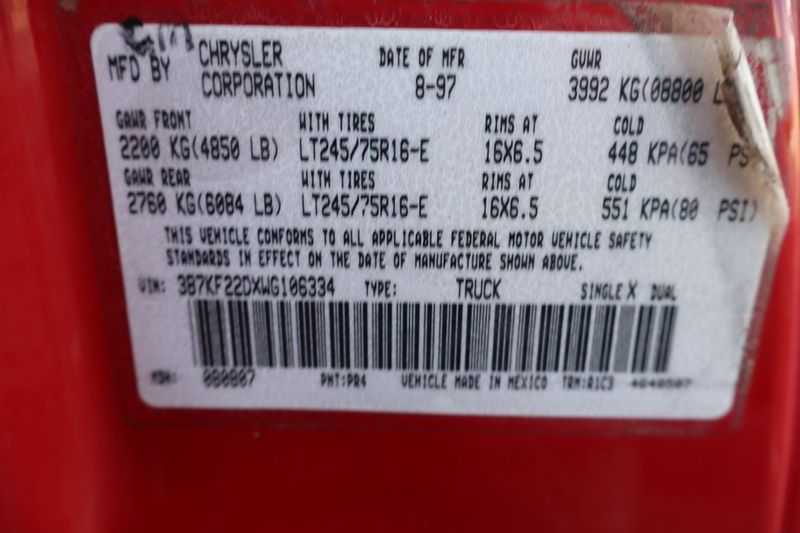 MFD BY CHRYSLER CORPORATION DATE OF MFR 8-97 GVWR 3992 KG(08800 L
GAWR FRONT WITH TIRES RIMS AT COLD
2200 KG(4850 LB) LT245/75R16-E 16X6.5 448 KPA(65 PS
GAWR REAR WITH TIRES RIMS AT COLD
2760 KG(6084 LB) LT245/75R16-E 16X6.5 551 KPA(80 PSI)
THIS VEHICLE CONFORMS TO ALL APPLICABLE FEDERAL MOTOR VEHICLE SAFETY
STANDARDS IN EFFECT ON THE DATE OF MANUFACTURE SHOWN ABOVE.
VIN: 3B7KF22DXWG106334 TYPE: TRUCK SINGLE X DUAL
MDH: 080807 PNT:PR4 VEHICLE MADE IN MEXICO TRM:R1C3